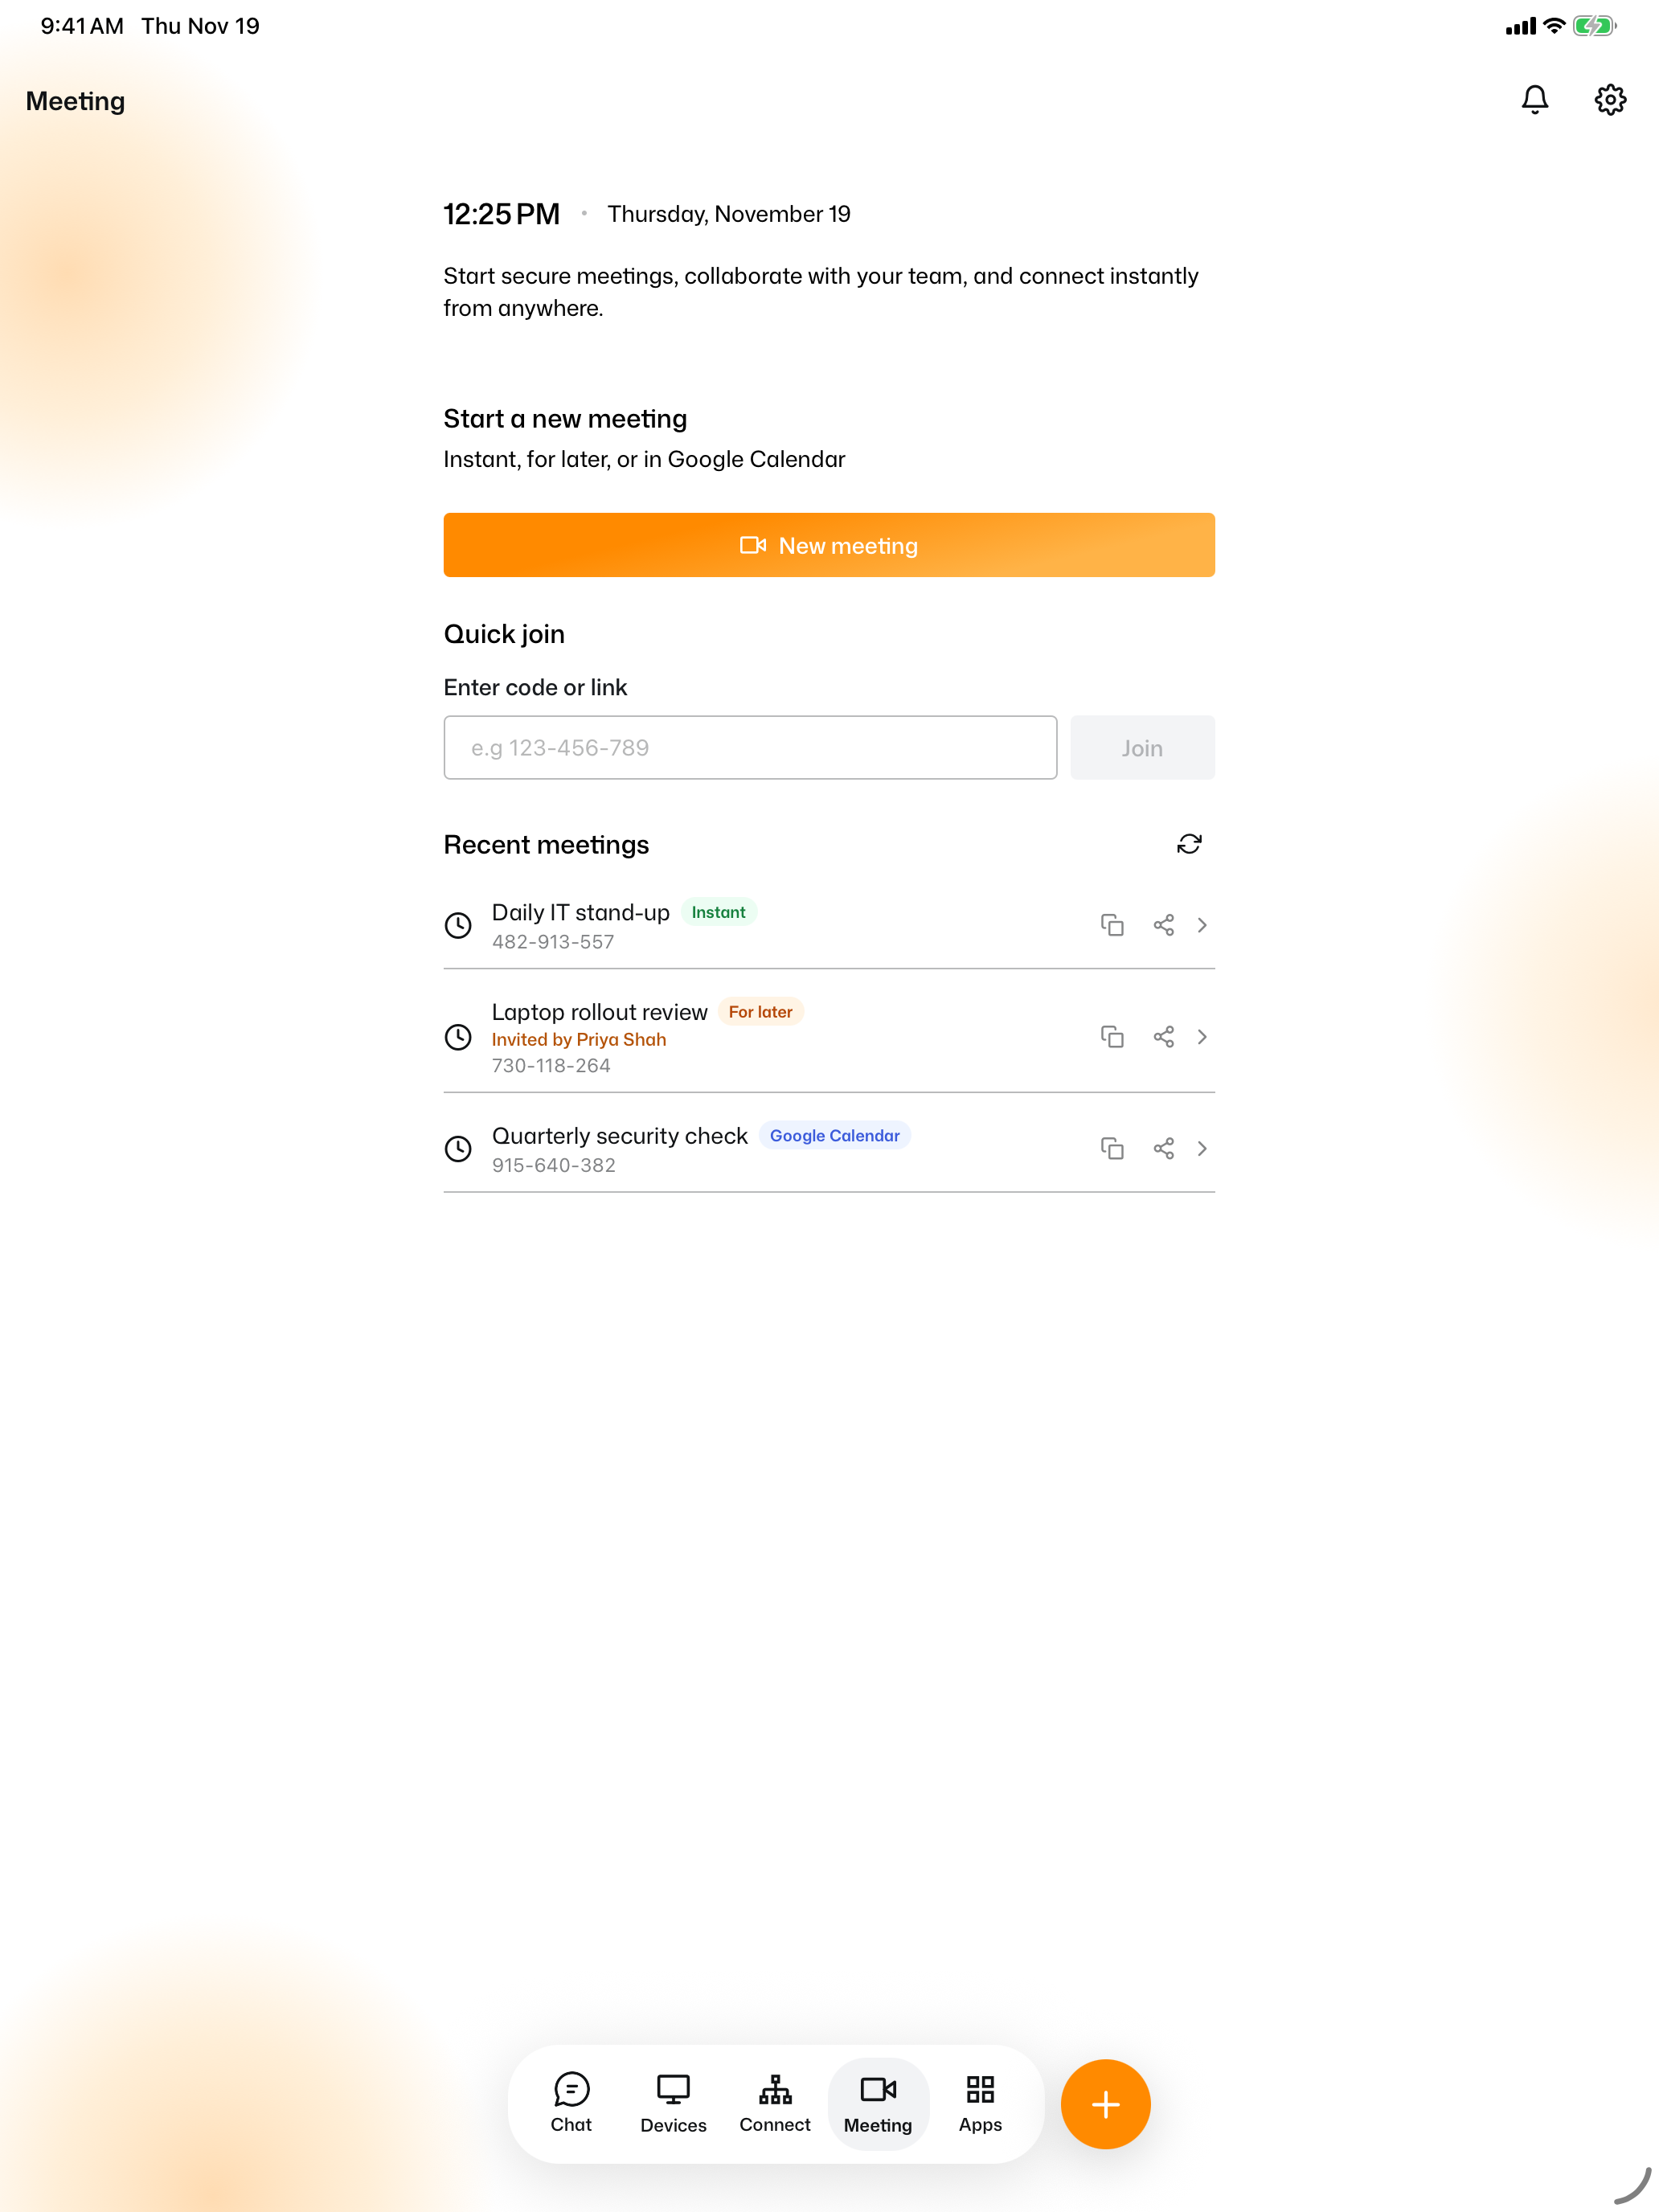 9:41 AM Thu Nov 19
Meeting
12:25 PM • Thursday, November 19
Start secure meetings, collaborate with your team, and connect instantly
from anywhere.
Start a new meeting
Instant, for later, or in Google Calendar
New meeting
Quick join
Enter code or link
e.g 123-456-789
Join
Recent meetings
Daily IT stand-up Instant
482-913-557
Laptop rollout review For later
Invited by Priya Shah
730-118-264
Quarterly security check Google Calendar
915-640-382
Chat Devices Connect Meeting Apps